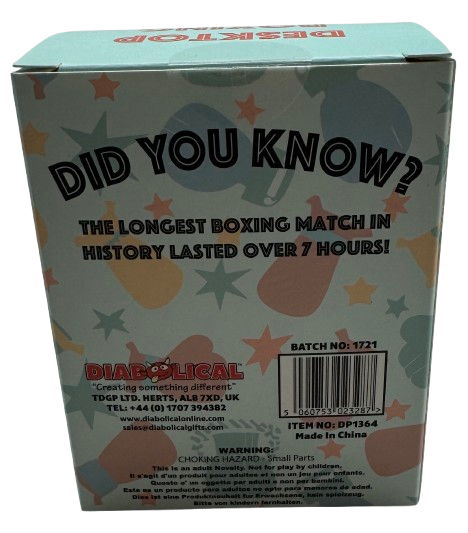 DESKTOP
BOXING
DID YOU KNOW?
THE LONGEST BOXING MATCH IN
HISTORY LASTED OVER 7 HOURS!
BATCH NO: 1721
DIABOLICAL™
"Creating something different"
TDGP LTD. HERTS, AL8 7XD, UK
TEL: +44 (0) 1707 394382
www.diabolicalonline.com
sales@diabolicalgifts.com
5 060753 023287 >
ITEM NO: DP1364
Made In China
WARNING:
CHOKING HAZARD - Small Parts
This is an adult Novelty. Not for play by children.
Il s'agit d'un produit pour adultes et non un jeu pour enfants.
Questo e' un oggetto per adulti e non per bambini.
Este es un producto para adultos no apto para menores de edad.
Dies ist eine Produktneuheit fur Erwachsene, kein spielzeug.
Bitte von kindern fernhalten.